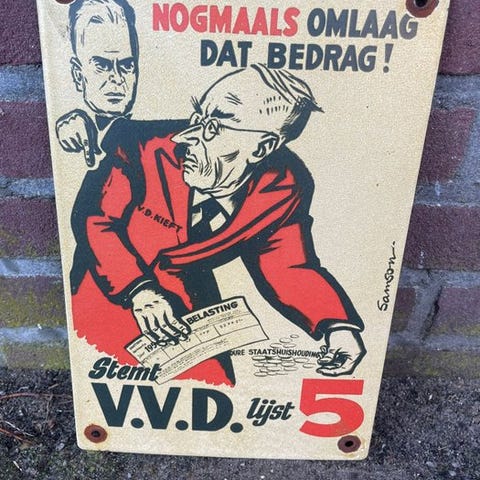 NOGMAALS OMLAAG
DAT BEDRAG!
V.D. KIEFT
Samson.
BELASTING
DURE STAATSHUISHOUDING
Stemt
V.V.D. lijst 5